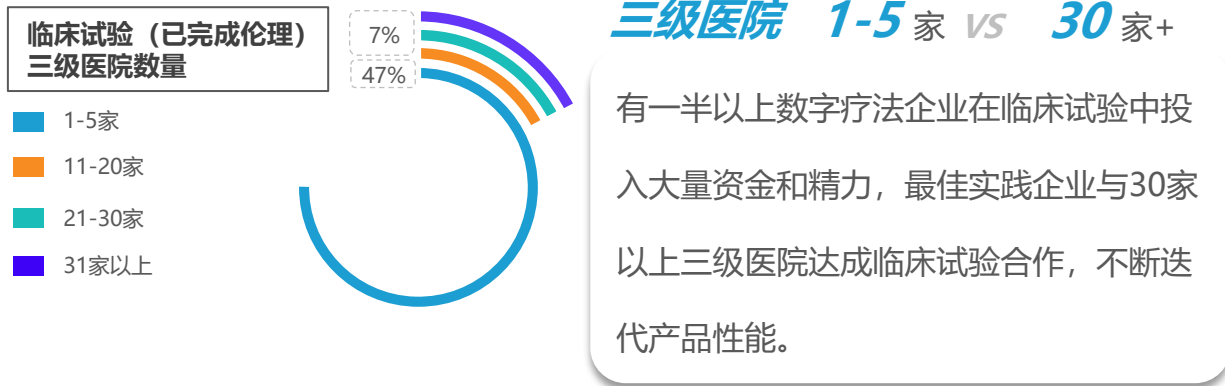 临床试验（已完成伦理）
三级医院数量
7%
47%
1-5家
11-20家
21-30家
31家以上
三级医院 1-5 家 VS 30 家+
有一半以上数字疗法企业在临床试验中投
入大量资金和精力，最佳实践企业与30家
以上三级医院达成临床试验合作，不断迭
代产品性能。